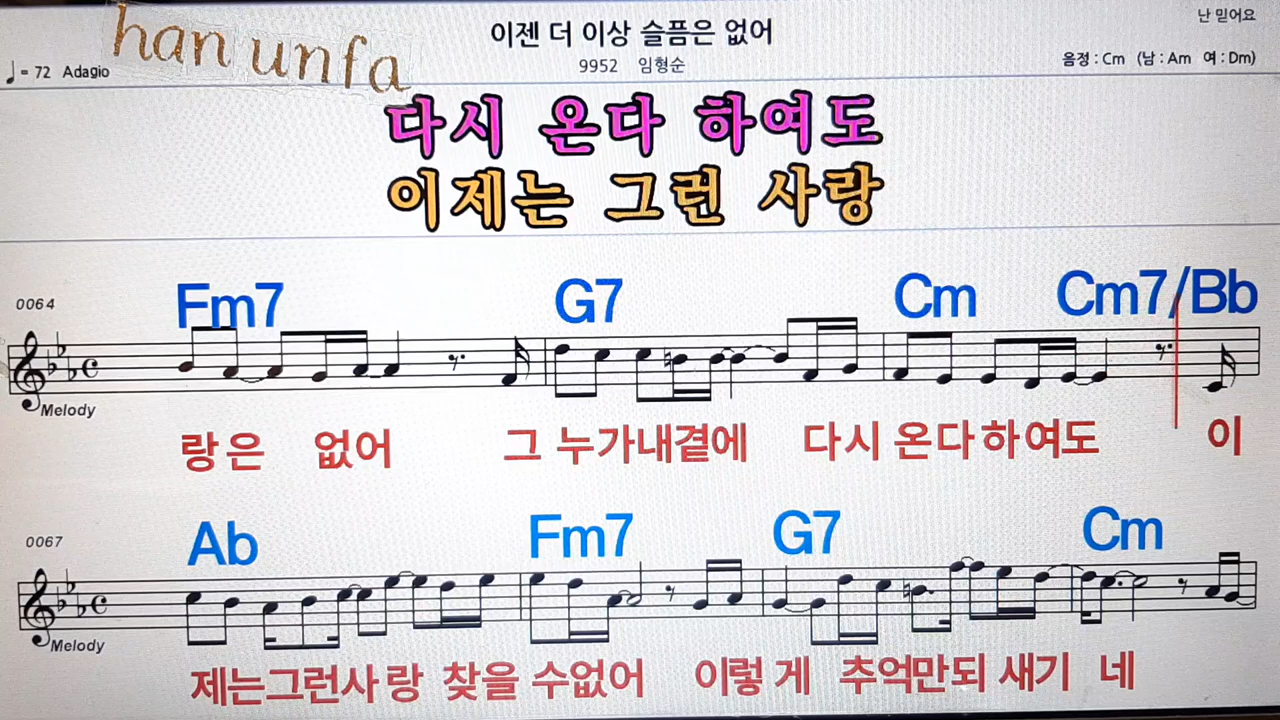 han unfa
이젠 더 이상 슬픔은 없어
난 믿어요
♩= 72 Adagio
9952 임형순
음정 : Cm (남 : Am 여 : Dm)
다시 온다 하여도
이제는 그런 사랑
0064
Fm7 G7 Cm Cm7/Bb
Melody
랑은 없어 그 누가내곁에 다시 온다하여도 이
0067
Ab Fm7 G7 Cm
Melody
제는그런사랑 찾을 수없어 이렇게 추억만되 새기 네